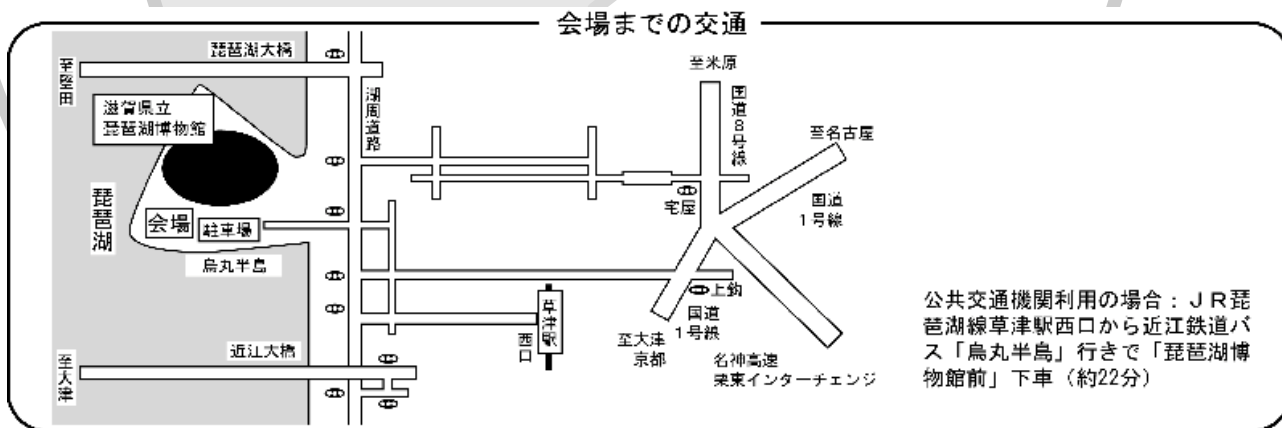 会場までの交通
琵琶湖大橋
至堅田
滋賀県立
琵琶湖博物館
湖周道路
至米原
国道8号線
至名古屋
国道
1号線
宅屋
琵琶湖
会場
駐車場
烏丸半島
上鈎
国道
1号線
草津駅
西口
至大津
京都
名神高速
栗東インターチェンジ
近江大橋
至大津
公共交通機関利用の場合：ＪＲ琵
琶湖線草津駅西口から近江鉄道バ
ス「烏丸半島」行きで「琵琶湖博
物館前」下車（約22分）